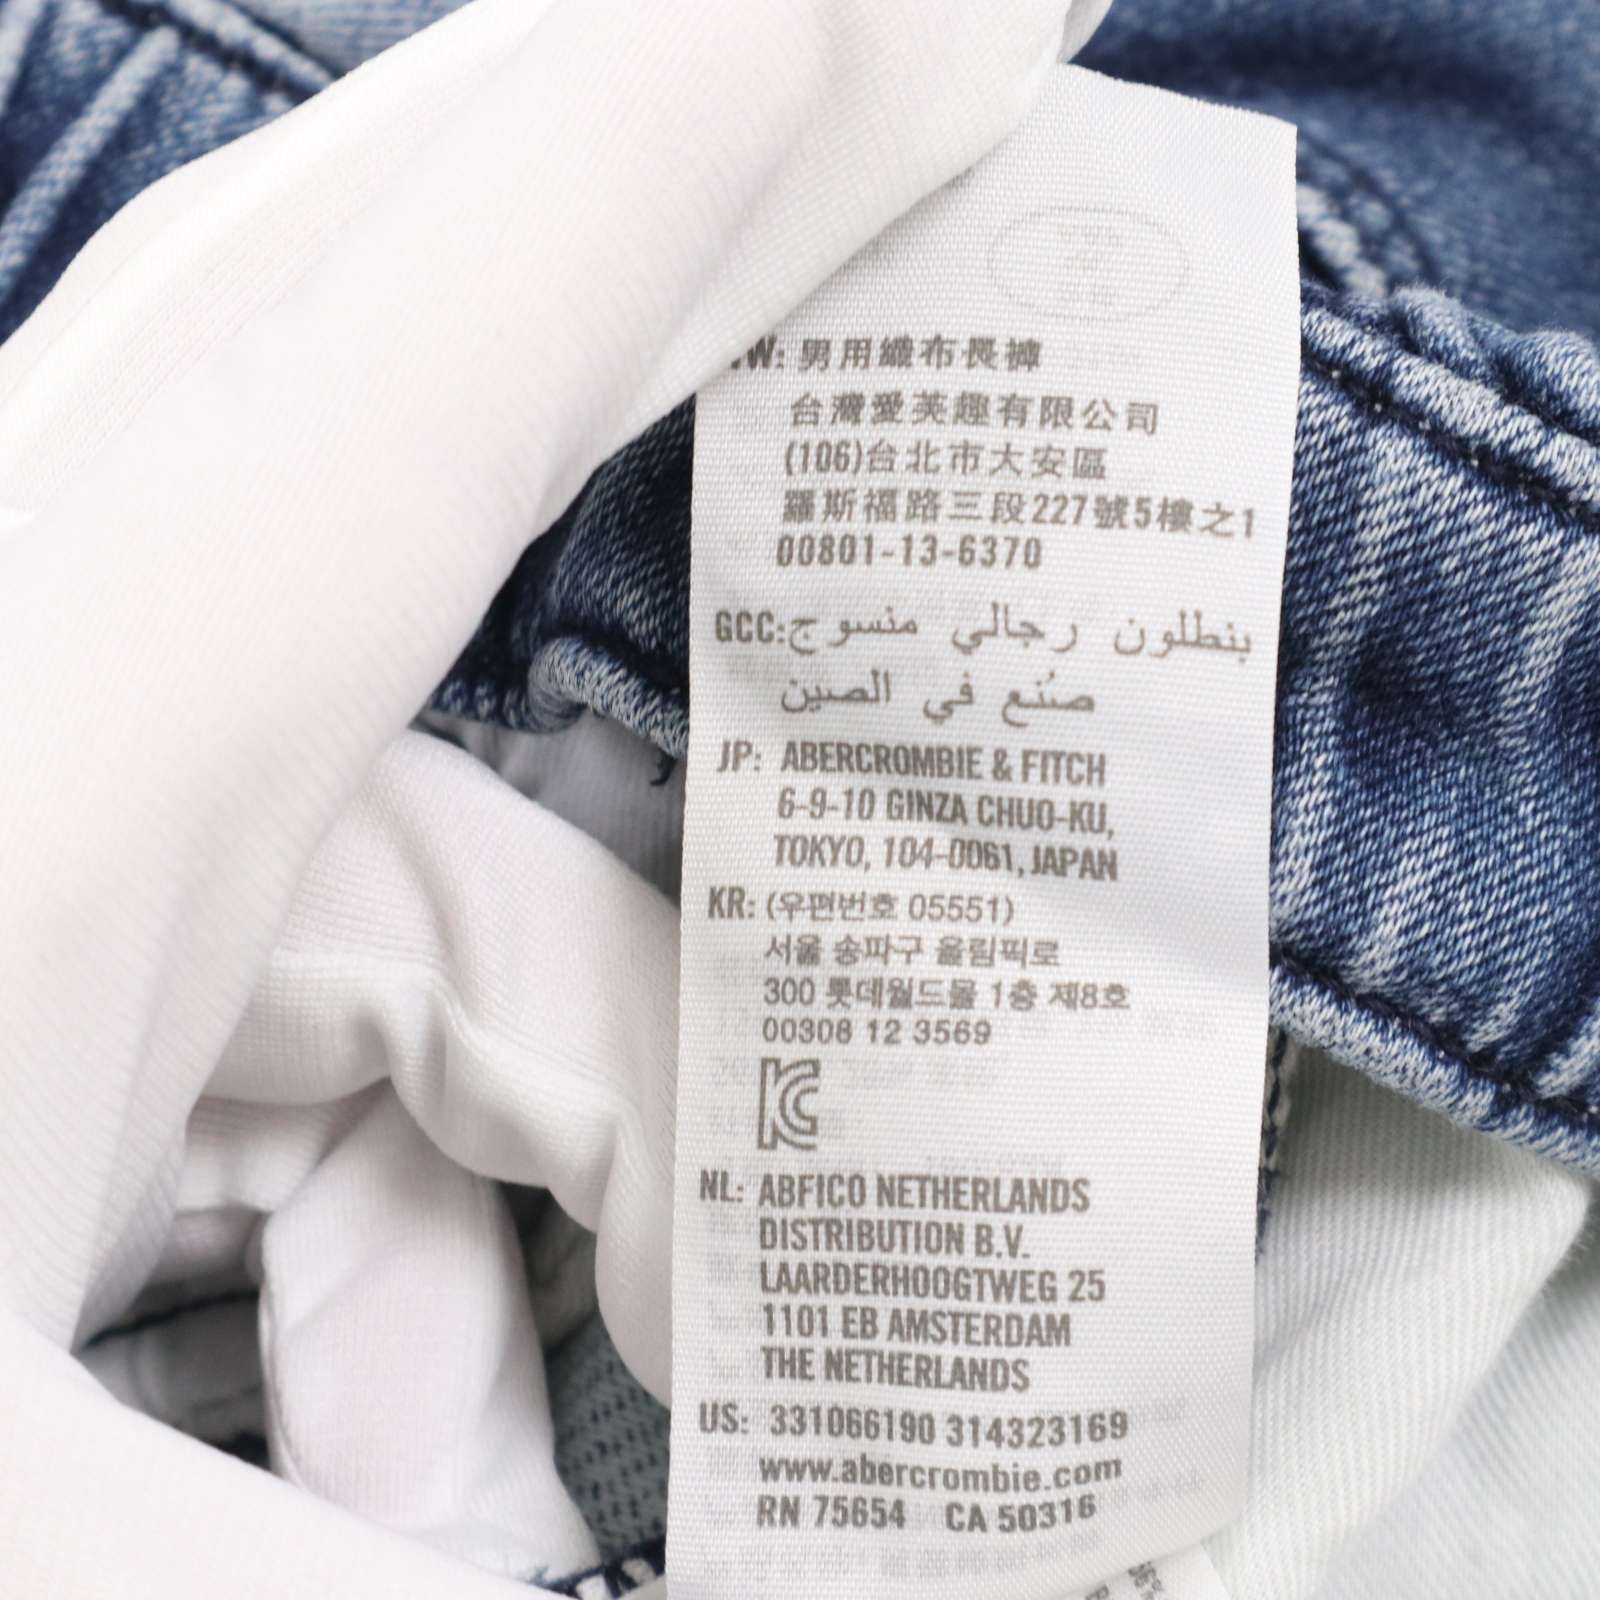 TW: 男用織布長褲
台灣愛芙趣有限公司
(106)台北市大安區
羅斯福路三段227號5樓之1
00801-13-6370
GCC: بنطلون رجالي منسوج
صُنع في الصين
JP: ABERCROMBIE & FITCH
6-9-10 GINZA CHUO-KU,
TOKYO, 104-0061, JAPAN
KR: (우편번호 05551)
서울 송파구 올림픽로
300 롯데월드몰 1층 제8호
00308 12 3569
KC
NL: ABFICO NETHERLANDS
DISTRIBUTION B.V.
LAARDERHOOGTWEG 25
1101 EB AMSTERDAM
THE NETHERLANDS
US: 331066190 314323169
www.abercrombie.com
RN 75654 CA 50316